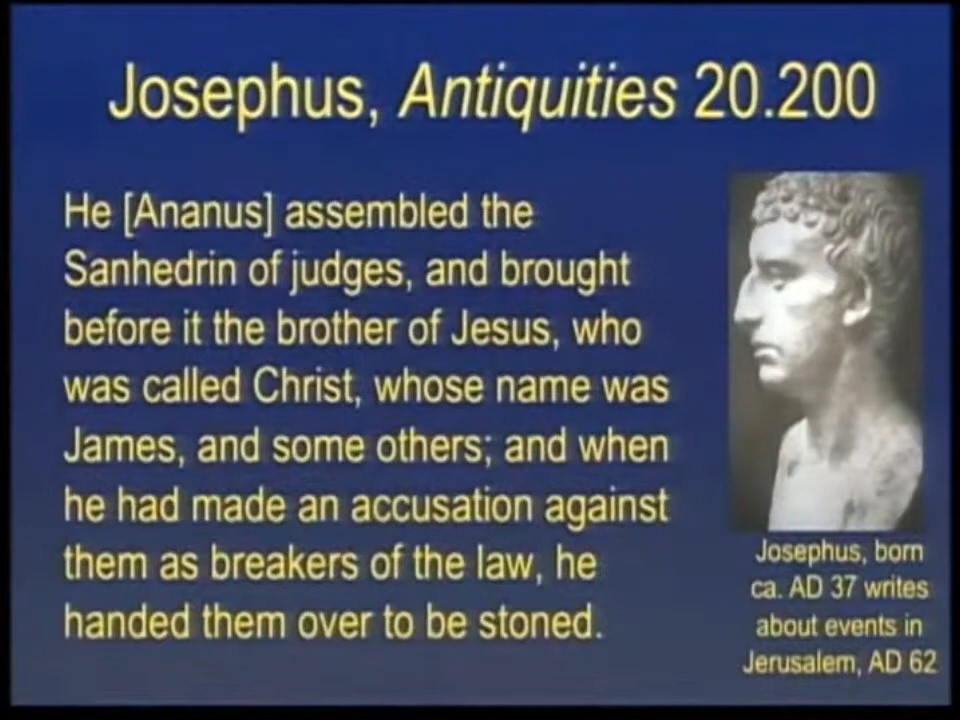 Josephus, Antiquities 20.200
He [Ananus] assembled the
Sanhedrin of judges, and brought
before it the brother of Jesus, who
was called Christ, whose name was
James, and some others; and when
he had made an accusation against
them as breakers of the law, he
handed them over to be stoned.
Josephus, born
ca. AD 37 writes
about events in
Jerusalem, AD 62